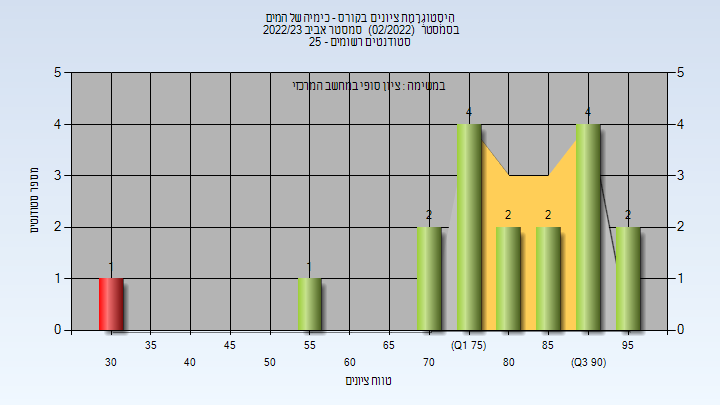 היסטוגרמת ציונים בקורס - כימיה של המים
בסמסטר (02/2022) סמסטר אביב 2022/23
סטודנטים רשומים - 25
במשימה : ציון סופי במחשב המרכזי
5 5
4 4
3 3
2 2
1 1
0 0
מספר סטודנטים
1 1 2 4 2 2 4 2
35 45 55 65 (Q1 75) 85 95
30 40 50 60 70 80 (Q3 90)
טווח ציונים